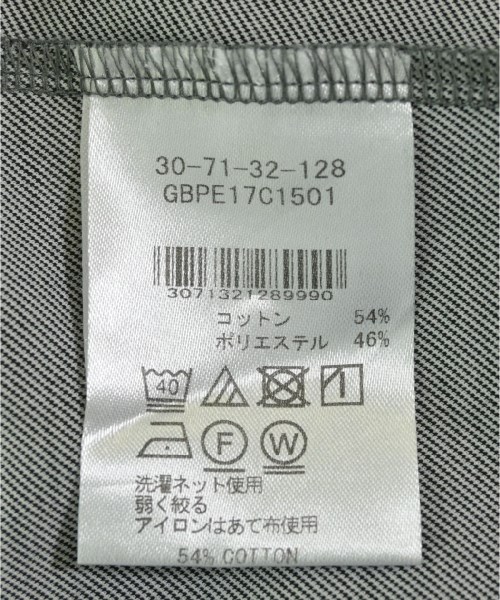 30-71-32-128
GBPE17C1501
3071321289990
コットン 54%
ポリエステル 46%
40
F W
洗濯ネット使用
弱く絞る
アイロンはあて布使用
54% COTTON